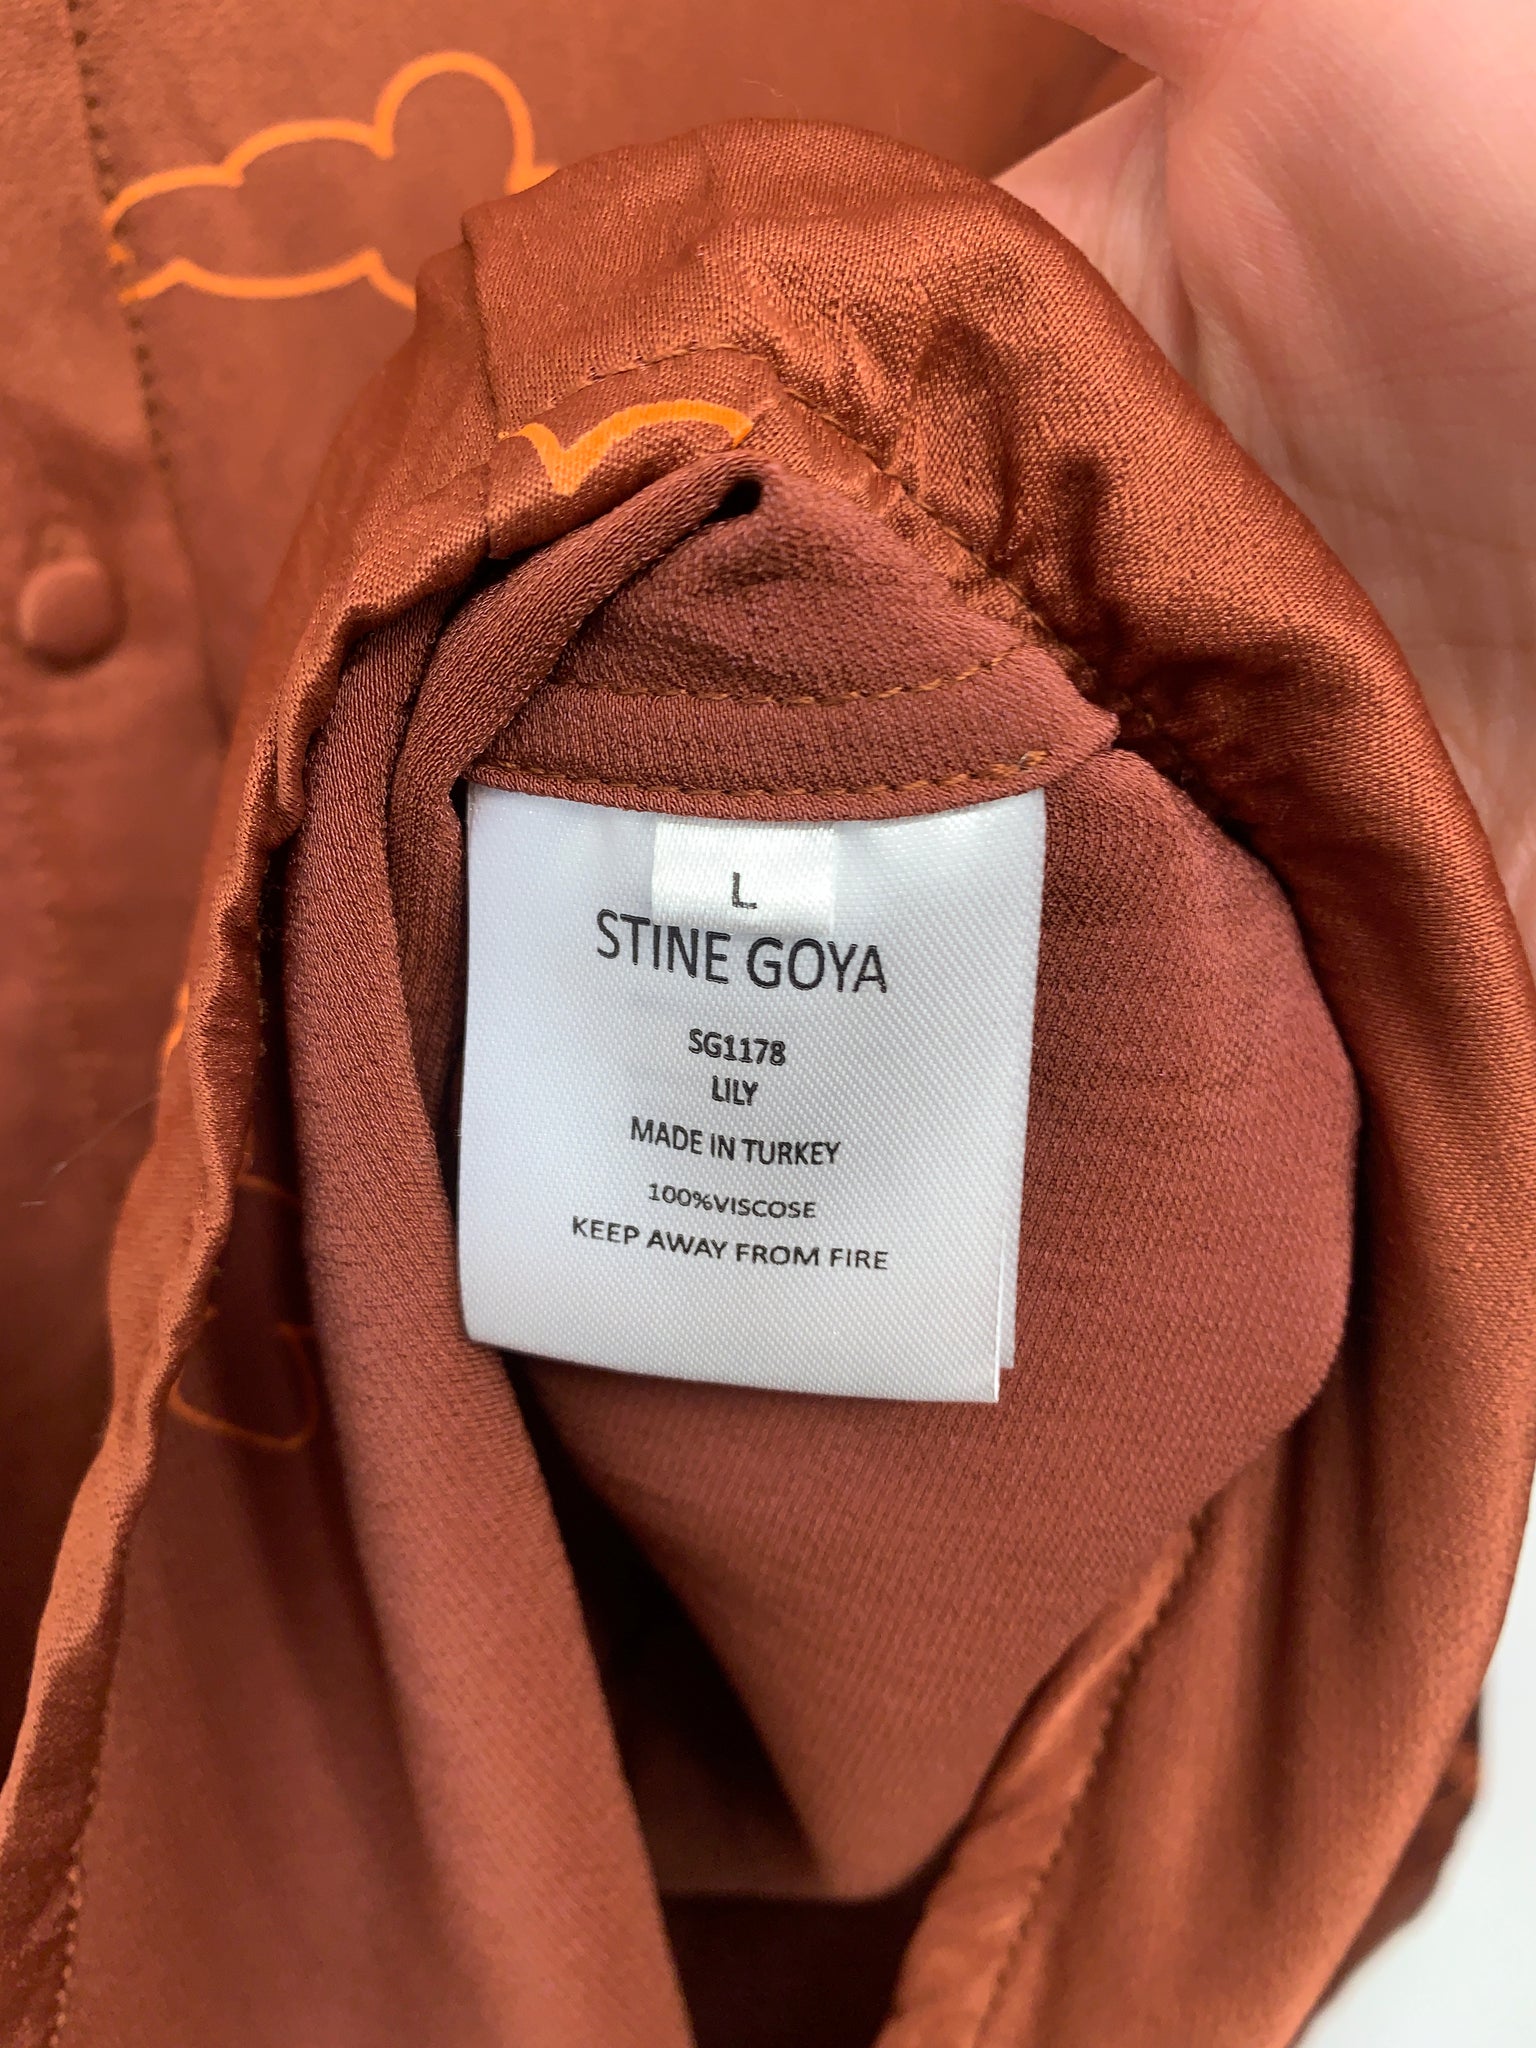 L
STINE GOYA
SG1178
LILY
MADE IN TURKEY
100%VISCOSE
KEEP AWAY FROM FIRE